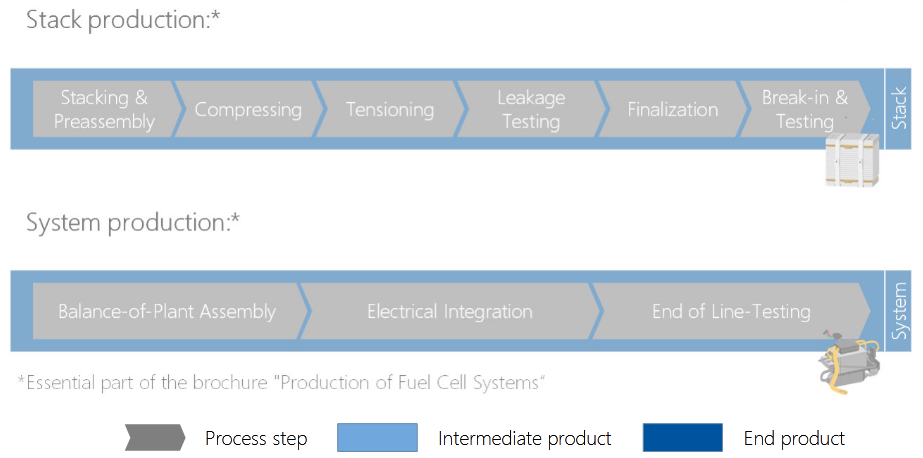 Stack production:*
Stacking &
Preassembly
Compressing
Tensioning
Leakage
Testing
Finalization
Break-in &
Testing
Stack
System production:*
Balance-of-Plant Assembly
Electrical Integration
End of Line-Testing
System
*Essential part of the brochure "Production of Fuel Cell Systems“
Process step
Intermediate product
End product